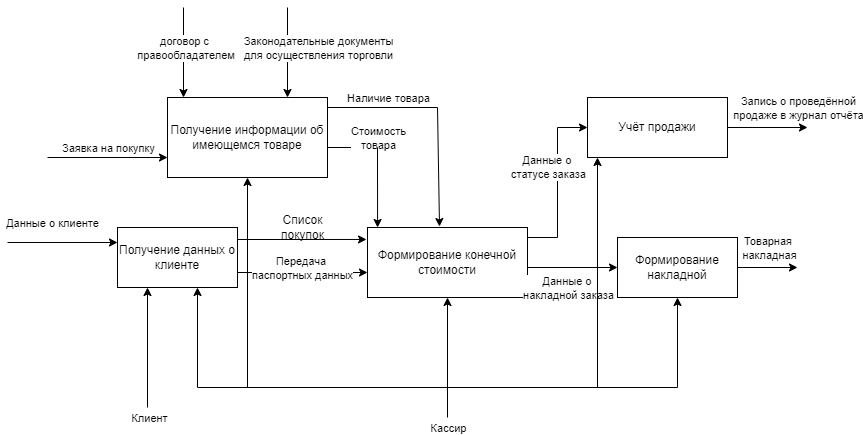 договор с
правообладателем
Законодательные документы
для осуществления торговли
Наличие товара
Стоимость
товара
Получение информации об
имеющемся товаре
Заявка на покупку
Учёт продажи
Запись о проведённой
продаже в журнал отчёта
Данные о
статусе заказа
Данные о клиенте
Получение данных о
клиенте
Список
покупок
Передача
паспортных данных
Формирование конечной
стоимости
Данные о
накладной заказа
Формирование
накладной
Товарная
накладная
Клиент
Кассир